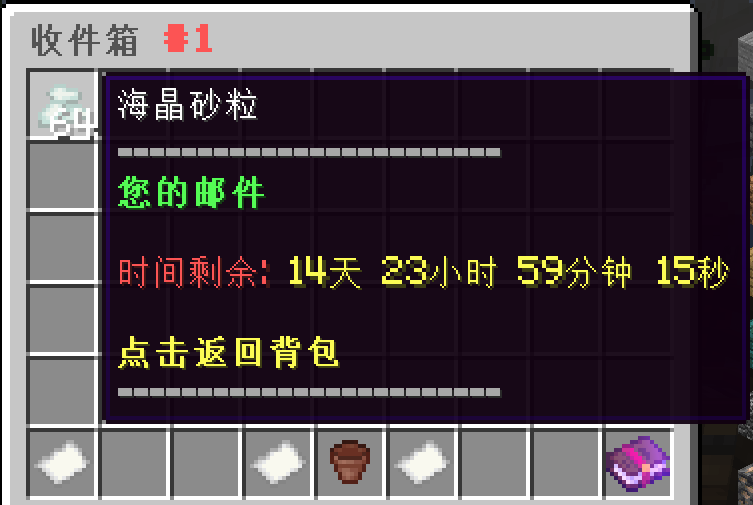 收件箱 #1
64
海晶砂粒
您的邮件
时间剩余: 14天 23小时 59分钟 15秒
点击返回背包